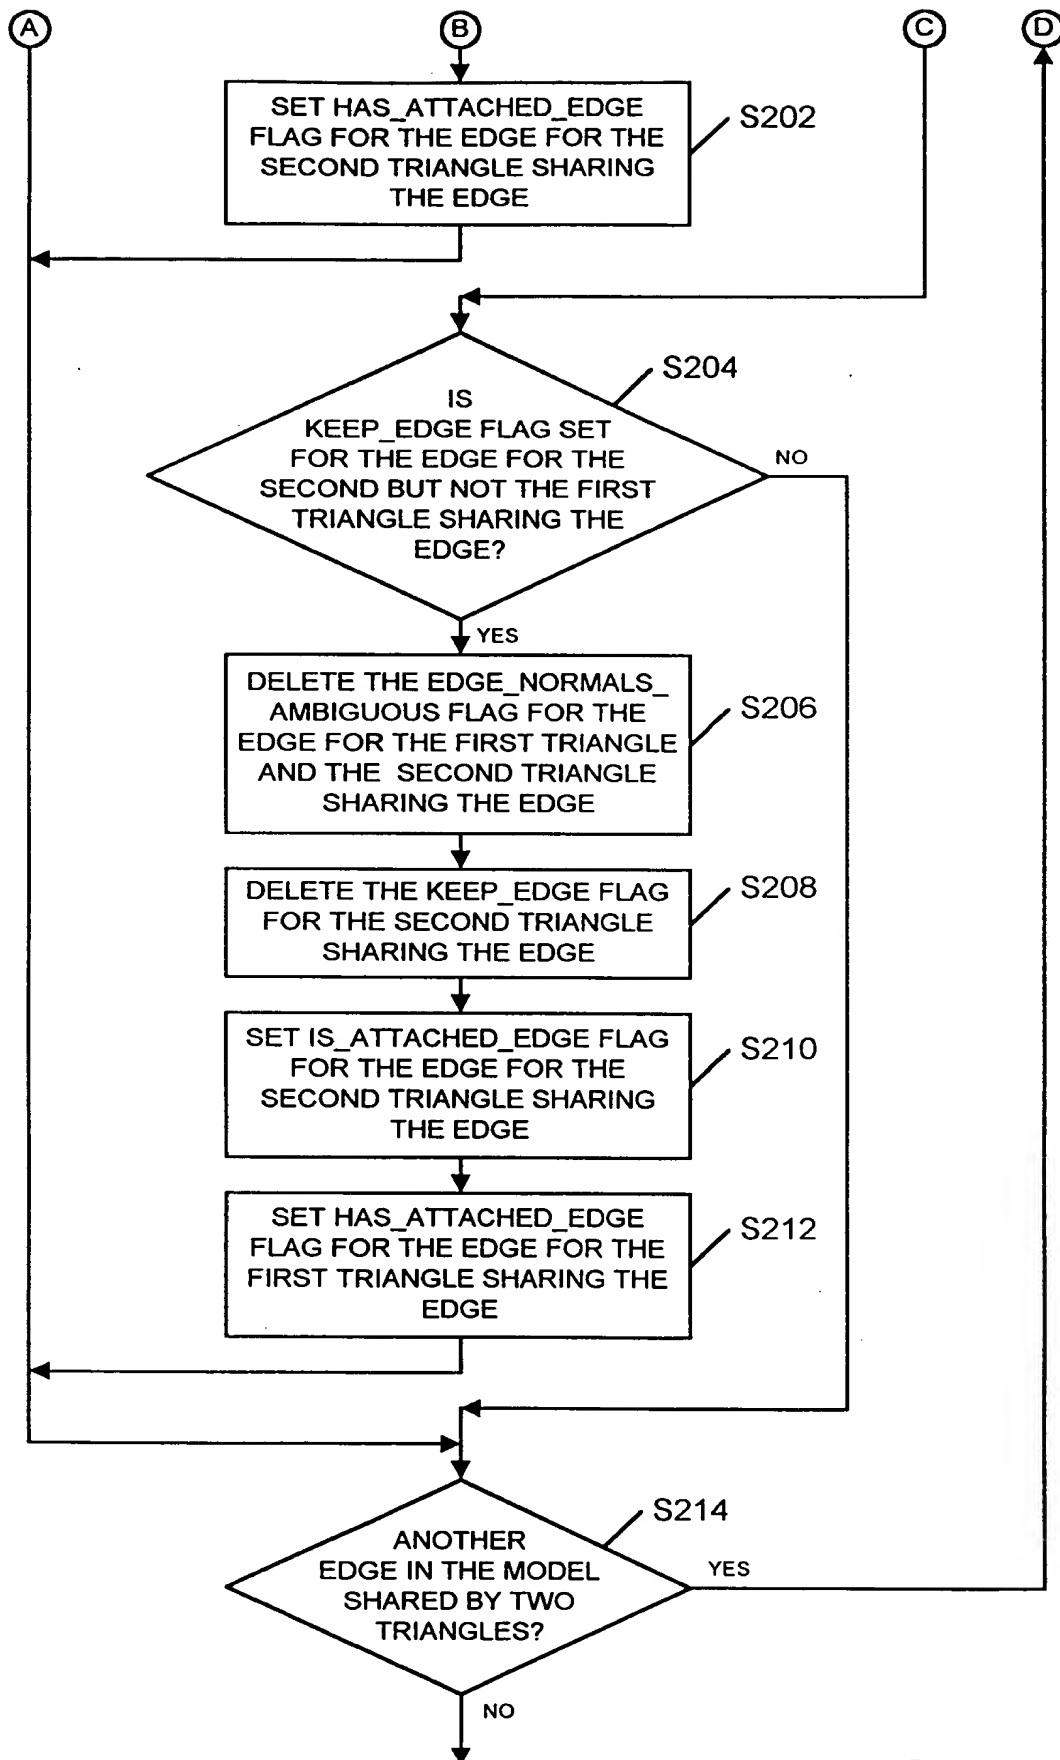 A
B
C
D
SET HAS_ATTACHED_EDGE
FLAG FOR THE EDGE FOR THE
SECOND TRIANGLE SHARING
THE EDGE
S202
S204
IS
KEEP_EDGE FLAG SET
FOR THE EDGE FOR THE
SECOND BUT NOT THE FIRST
TRIANGLE SHARING THE
EDGE?
NO
YES
DELETE THE EDGE_NORMALS_
AMBIGUOUS FLAG FOR THE
EDGE FOR THE FIRST TRIANGLE
AND THE SECOND TRIANGLE
SHARING THE EDGE
S206
DELETE THE KEEP_EDGE FLAG
FOR THE SECOND TRIANGLE
SHARING THE EDGE
S208
SET IS_ATTACHED_EDGE FLAG
FOR THE EDGE FOR THE
SECOND TRIANGLE SHARING
THE EDGE
S210
SET HAS_ATTACHED_EDGE
FLAG FOR THE EDGE FOR THE
FIRST TRIANGLE SHARING THE
EDGE
S212
S214
ANOTHER
EDGE IN THE MODEL
SHARED BY TWO
TRIANGLES?
YES
NO